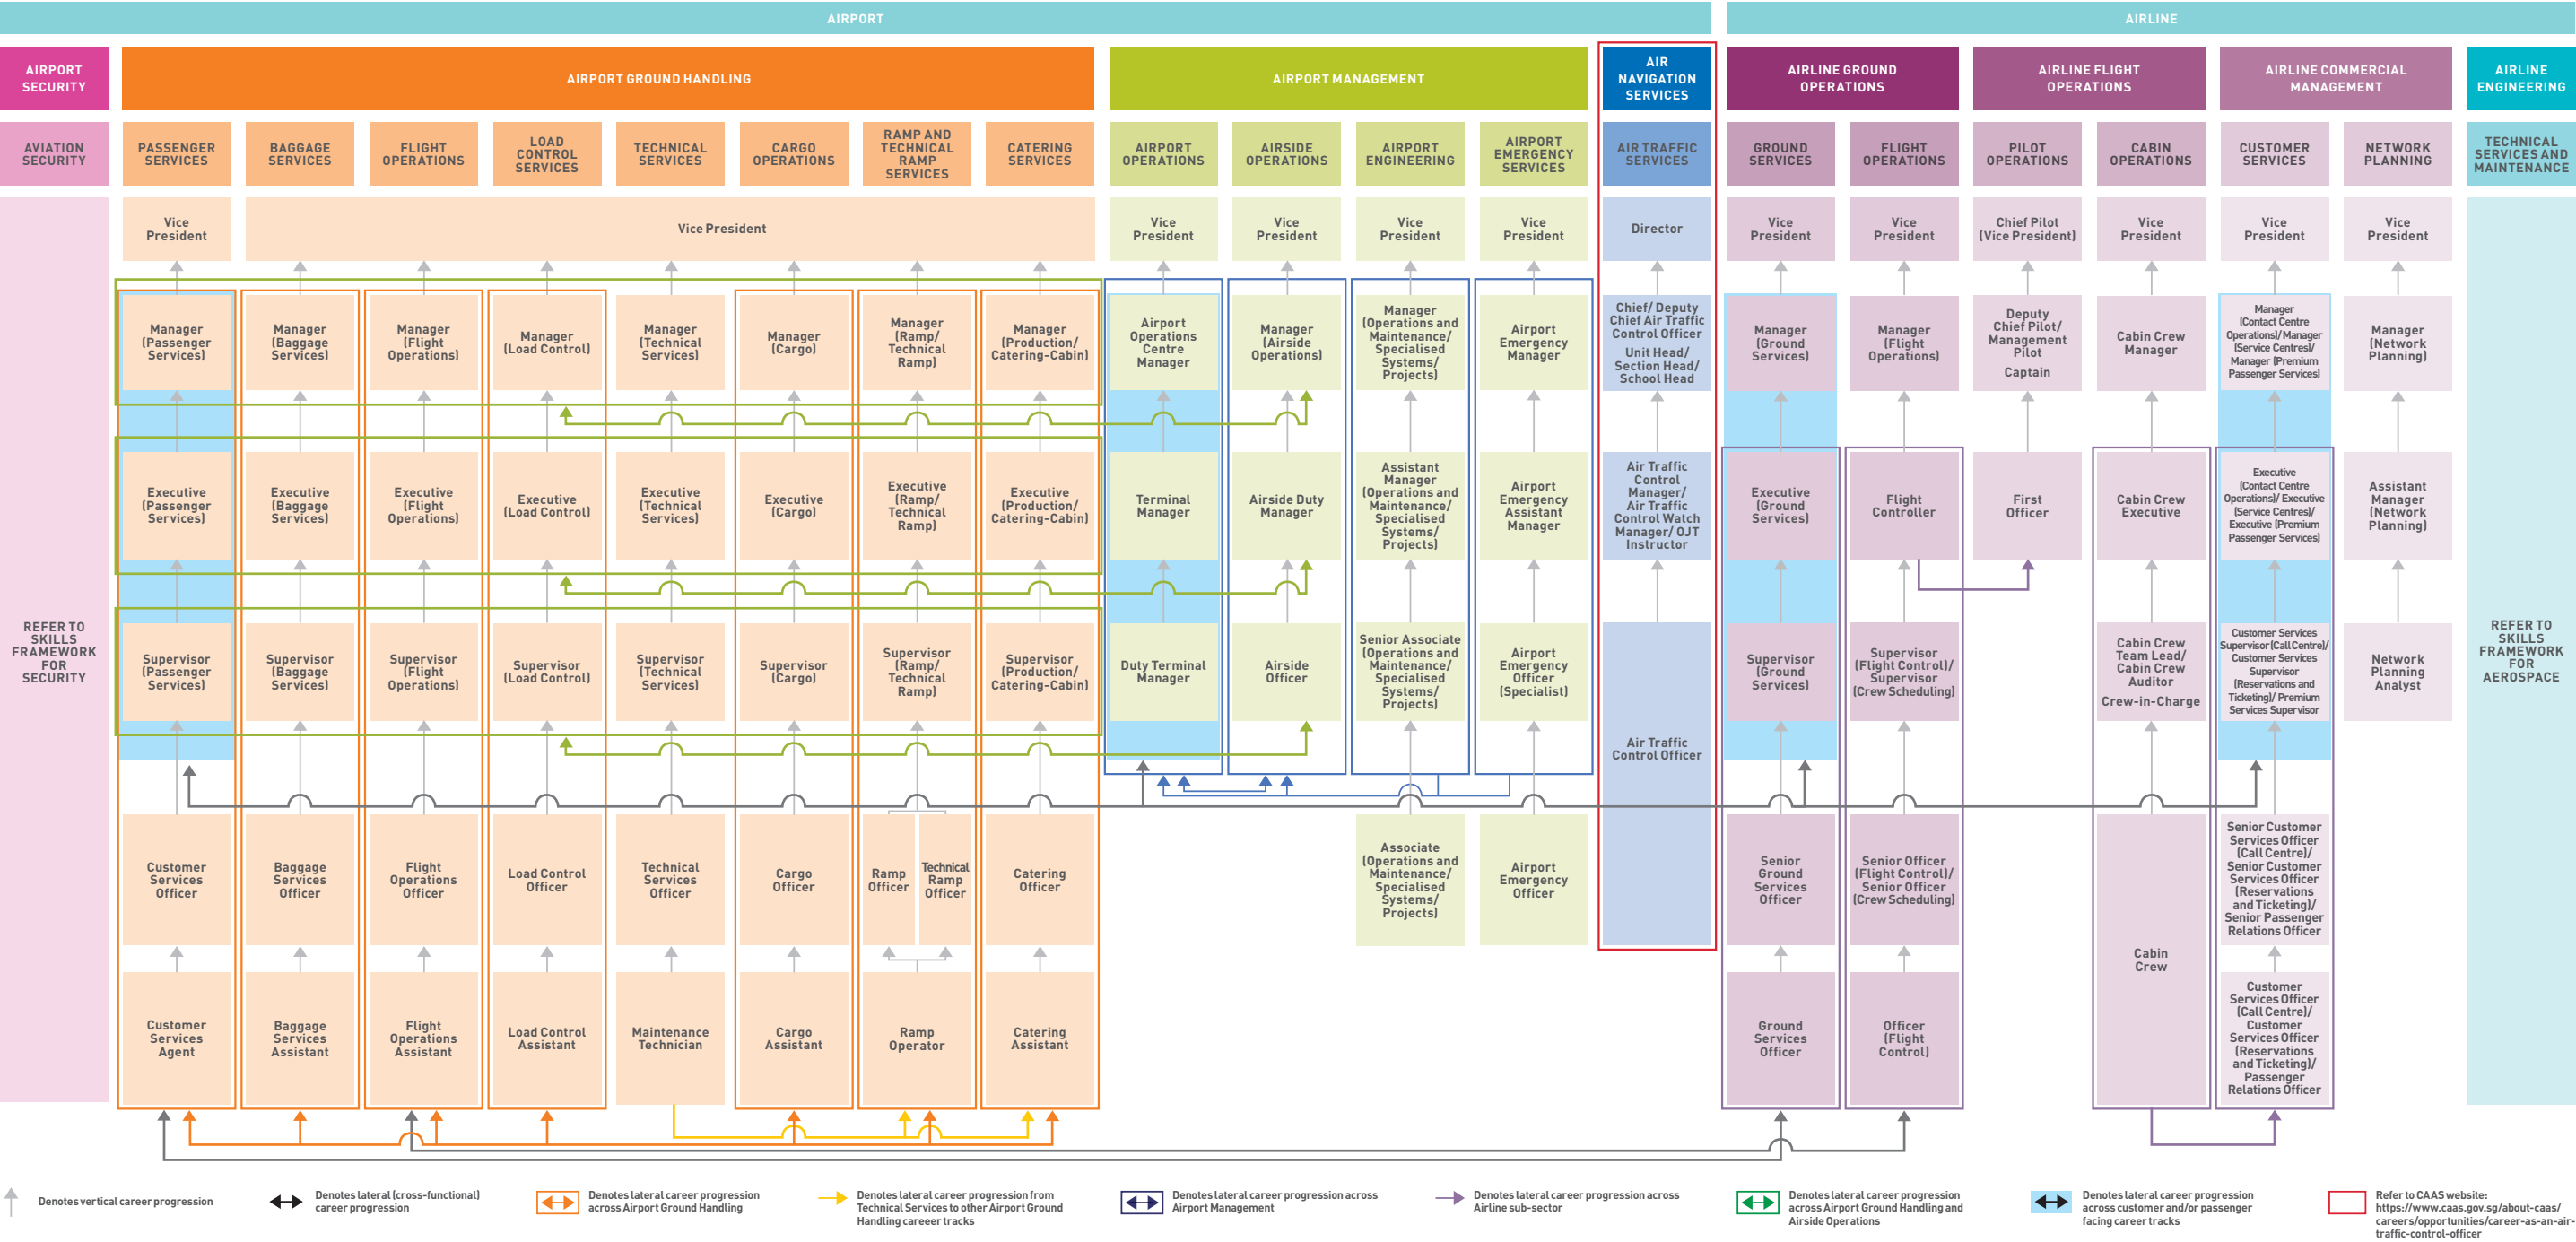 AIRPORT
AIRLINE
AIRPORT
SECURITY
AIRPORT GROUND HANDLING
AIRPORT MANAGEMENT
AIR
NAVIGATION
SERVICES
AIRLINE GROUND
OPERATIONS
AIRLINE FLIGHT
OPERATIONS
AIRLINE COMMERCIAL
MANAGEMENT
AIRLINE
ENGINEERING
AVIATION
SECURITY
PASSENGER
SERVICES
BAGGAGE
SERVICES
FLIGHT
OPERATIONS
LOAD
CONTROL
SERVICES
TECHNICAL
SERVICES
CARGO
OPERATIONS
RAMP AND
TECHNICAL
RAMP
SERVICES
CATERING
SERVICES
AIRPORT
OPERATIONS
AIRSIDE
OPERATIONS
AIRPORT
ENGINEERING
AIRPORT
EMERGENCY
SERVICES
AIR TRAFFIC
SERVICES
GROUND
SERVICES
FLIGHT
OPERATIONS
PILOT
OPERATIONS
CABIN
OPERATIONS
CUSTOMER
SERVICES
NETWORK
PLANNING
TECHNICAL
SERVICES AND
MAINTENANCE
Vice
President
Vice President
Vice
President
Vice
President
Vice
President
Vice
President
Director
Vice
President
Vice
President
Chief Pilot
(Vice President)
Vice
President
Vice
President
Vice
President
Manager
(Passenger
Services)
Manager
(Baggage
Services)
Manager
(Flight
Operations)
Manager
(Load Control)
Manager
(Technical
Services)
Manager
(Cargo)
Manager
(Ramp/
Technical
Ramp)
Manager
(Production/
Catering-Cabin)
Airport
Operations
Centre
Manager
Manager
(Airside
Operations)
Manager
(Operations and
Maintenance/
Specialised
Systems/
Projects)
Airport
Emergency
Manager
Chief/ Deputy
Chief Air Traffic
Control Officer
Unit Head/
Section Head/
School Head
Manager
(Ground
Services)
Manager
(Flight
Operations)
Deputy
Chief Pilot/
Management
Pilot
Captain
Cabin Crew
Manager
Manager
(Contact Centre
Operations)/ Manager
(Service Centres)/
Manager (Premium
Passenger Services)
Manager
(Network
Planning)
Executive
(Passenger
Services)
Executive
(Baggage
Services)
Executive
(Flight
Operations)
Executive
(Load Control)
Executive
(Technical
Services)
Executive
(Cargo)
Executive
(Ramp/
Technical
Ramp)
Executive
(Production/
Catering-Cabin)
Terminal
Manager
Airside Duty
Manager
Assistant
Manager
(Operations and
Maintenance/
Specialised
Systems/
Projects)
Airport
Emergency
Assistant
Manager
Air Traffic
Control
Manager/
Air Traffic
Control Watch
Manager/ OJT
Instructor
Executive
(Ground
Services)
Flight
Controller
First
Officer
Cabin Crew
Executive
Executive
(Contact Centre
Operations)/ Executive
(Service Centres)/
Executive (Premium
Passenger Services)
Assistant
Manager
(Network
Planning)
REFER TO
SKILLS
FRAMEWORK
FOR
SECURITY
Supervisor
(Passenger
Services)
Supervisor
(Baggage
Services)
Supervisor
(Flight
Operations)
Supervisor
(Load Control)
Supervisor
(Technical
Services)
Supervisor
(Cargo)
Supervisor
(Ramp/
Technical
Ramp)
Supervisor
(Production/
Catering-Cabin)
Duty Terminal
Manager
Airside
Officer
Senior Associate
(Operations and
Maintenance/
Specialised
Systems/
Projects)
Airport
Emergency
Officer
(Specialist)
Air Traffic
Control Officer
Supervisor
(Ground
Services)
Supervisor
(Flight Control)/
Supervisor
(Crew Scheduling)
Cabin Crew
Team Lead/
Cabin Crew
Auditor
Crew-in-Charge
Customer Services
Supervisor (Call Centre)/
Customer Services
Supervisor
(Reservations and
Ticketing)/ Premium
Services Supervisor
Network
Planning
Analyst
REFER TO
SKILLS
FRAMEWORK
FOR
AEROSPACE
Customer
Services
Officer
Baggage
Services
Officer
Flight
Operations
Officer
Load Control
Officer
Technical
Services
Officer
Cargo
Officer
Ramp
Officer
Technical
Ramp
Officer
Catering
Officer
Associate
(Operations and
Maintenance/
Specialised
Systems/
Projects)
Airport
Emergency
Officer
Senior
Ground
Services
Officer
Senior Officer
(Flight Control)/
Senior Officer
(Crew Scheduling)
Cabin
Crew
Senior Customer
Services Officer
(Call Centre)/
Senior Customer
Services Officer
(Reservations
and Ticketing)/
Senior Passenger
Relations Officer
Customer
Services
Agent
Baggage
Services
Assistant
Flight
Operations
Assistant
Load Control
Assistant
Maintenance
Technician
Cargo
Assistant
Ramp
Operator
Catering
Assistant
Ground
Services
Officer
Officer
(Flight
Control)
Customer
Services Officer
(Call Centre)/
Customer
Services Officer
(Reservations
and Ticketing)/
Passenger
Relations Officer
Denotes vertical career progression
Denotes lateral (cross-functional)
career progression
Denotes lateral career progression
across Airport Ground Handling
Denotes lateral career progression from
Technical Services to other Airport Ground
Handling careeer tracks
Denotes lateral career progression across
Airport Management
Denotes lateral career progression across
Airline sub-sector
Denotes lateral career progression
across Airport Ground Handling and
Airside Operations
Denotes lateral career progression
across customer and/or passenger
facing career tracks
Refer to CAAS website:
https://www.caas.gov.sg/about-caas/
careers/opportunities/career-as-an-air-
traffic-control-officer